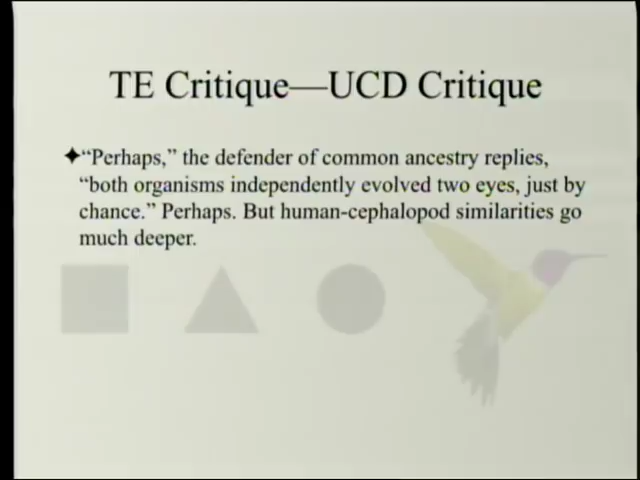 TE Critique—UCD Critique
✦“Perhaps,” the defender of common ancestry replies,
“both organisms independently evolved two eyes, just by
chance.” Perhaps. But human-cephalopod similarities go
much deeper.